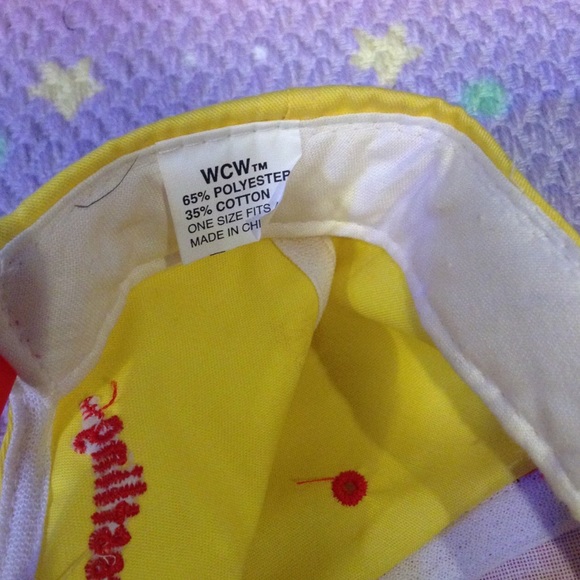 WCW™
65% POLYESTER
35% COTTON
ONE SIZE FITS
MADE IN CHI